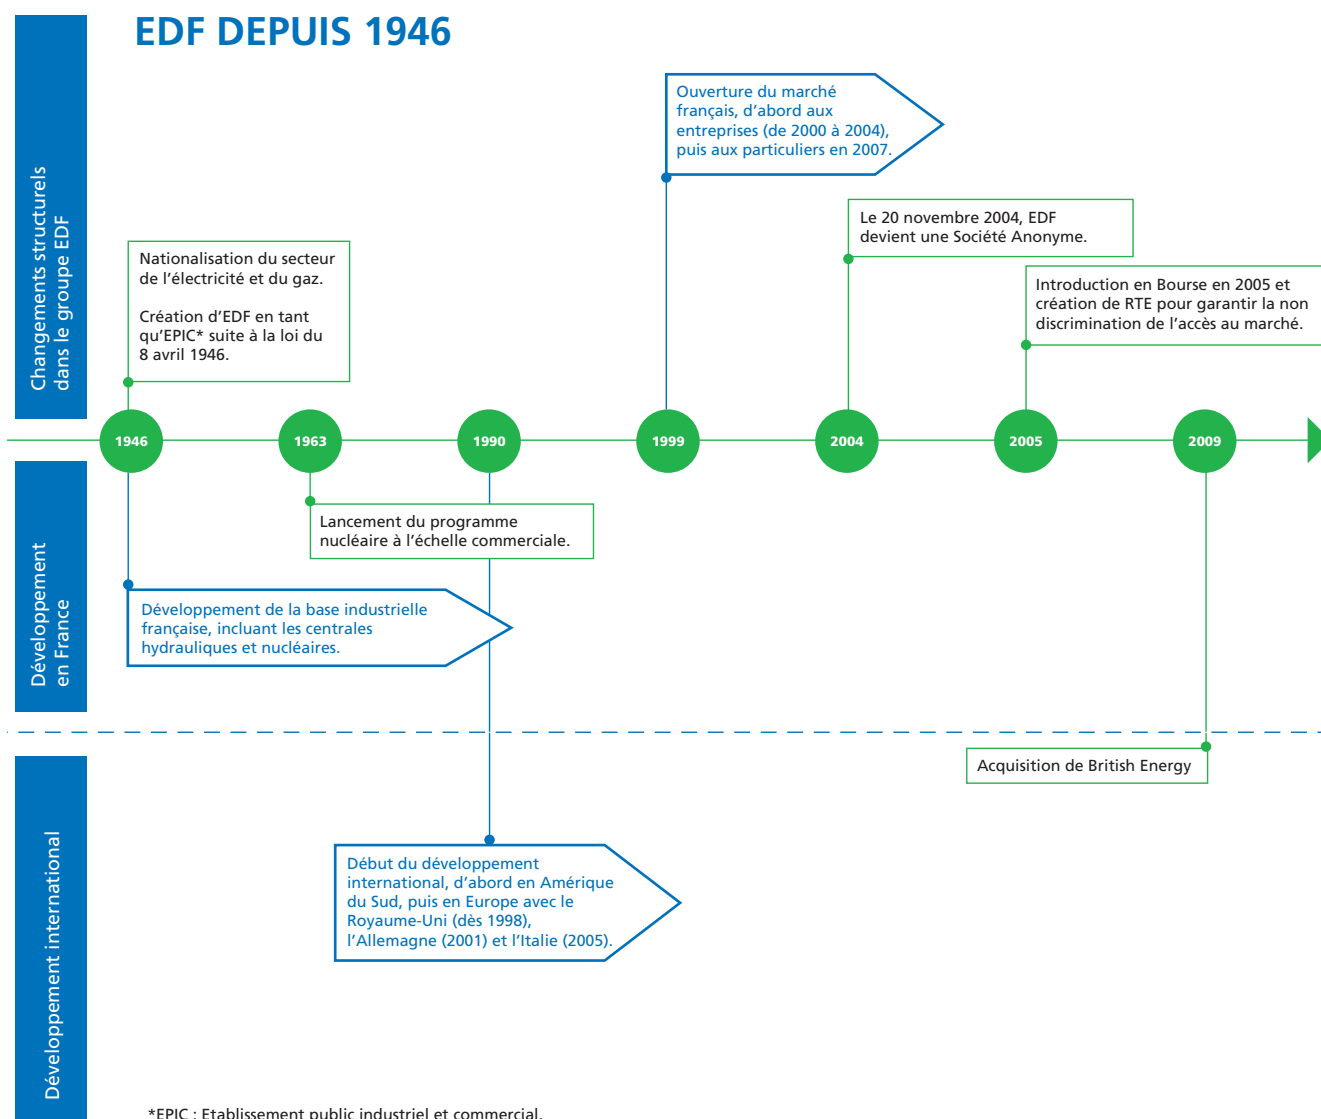 EDF DEPUIS 1946
Changements structurels
dans le groupe EDF
Ouverture du marché
français, d'abord aux
entreprises (de 2000 à 2004),
puis aux particuliers en 2007.
Le 20 novembre 2004, EDF
devient une Société Anonyme.
Nationalisation du secteur
de l'électricité et du gaz.
Création d'EDF en tant
qu'EPIC* suite à la loi du
8 avril 1946.
Introduction en Bourse en 2005 et
création de RTE pour garantir la non
discrimination de l'accès au marché.
1946
1963
1990
1999
2004
2005
2009
Développement
en France
Lancement du programme
nucléaire à l'échelle commerciale.
Développement de la base industrielle
française, incluant les centrales
hydrauliques et nucléaires.
Développement international
Acquisition de British Energy
Début du développement
international, d'abord en Amérique
du Sud, puis en Europe avec le
Royaume-Uni (dès 1998),
l'Allemagne (2001) et l'Italie (2005).
*EPIC : Etablissement public industriel et commercial.